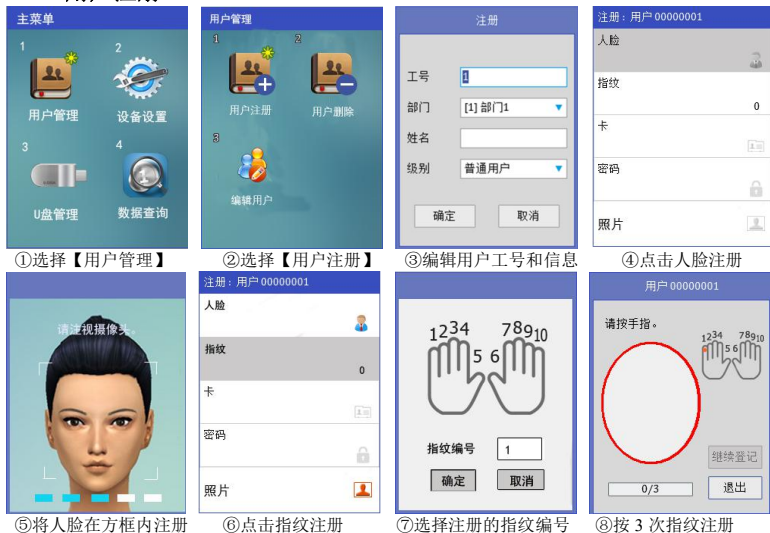 主菜单
1
2
用户管理
设备设置
3
4
U盘管理
数据查询
①选择【用户管理】
用户管理
1
2
用户注册
用户删除
3
编辑用户
②选择【用户注册】
注册
工号 1
部门 [1] 部门1
姓名
级别 普通用户
确定 取消
③编辑用户工号和信息
注册: 用户 00000001
人脸
指纹
0
卡
密码
照片
④点击人脸注册
请注视摄像头。
⑤将人脸在方框内注册
注册: 用户 00000001
人脸
指纹
0
卡
密码
照片
⑥点击指纹注册
1234 78910
5 6
指纹编号 1
确定 取消
⑦选择注册的指纹编号
用户 00000001
请按手指。
1234 78910
5 6
继续登记
0/3 退出
⑧按 3 次指纹注册